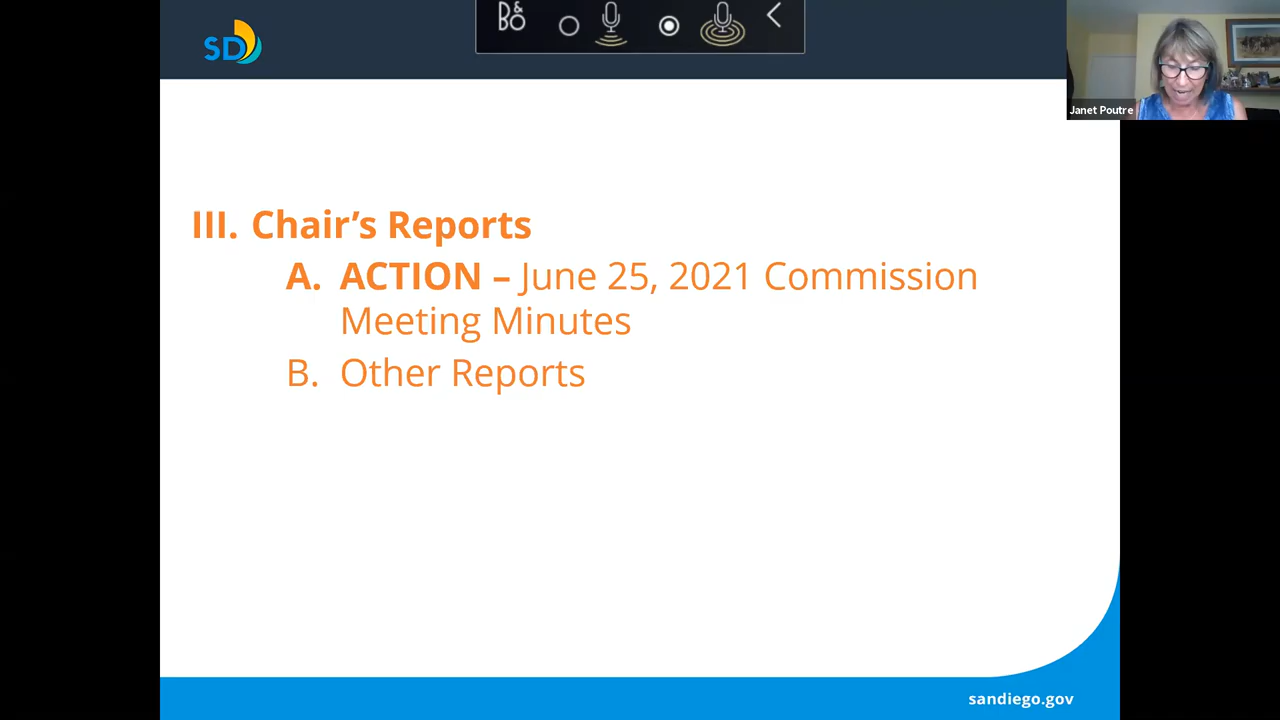 SD
B&O
Janet Poutre
III. Chair’s Reports
A. ACTION – June 25, 2021 Commission
Meeting Minutes
B. Other Reports
sandiego.gov